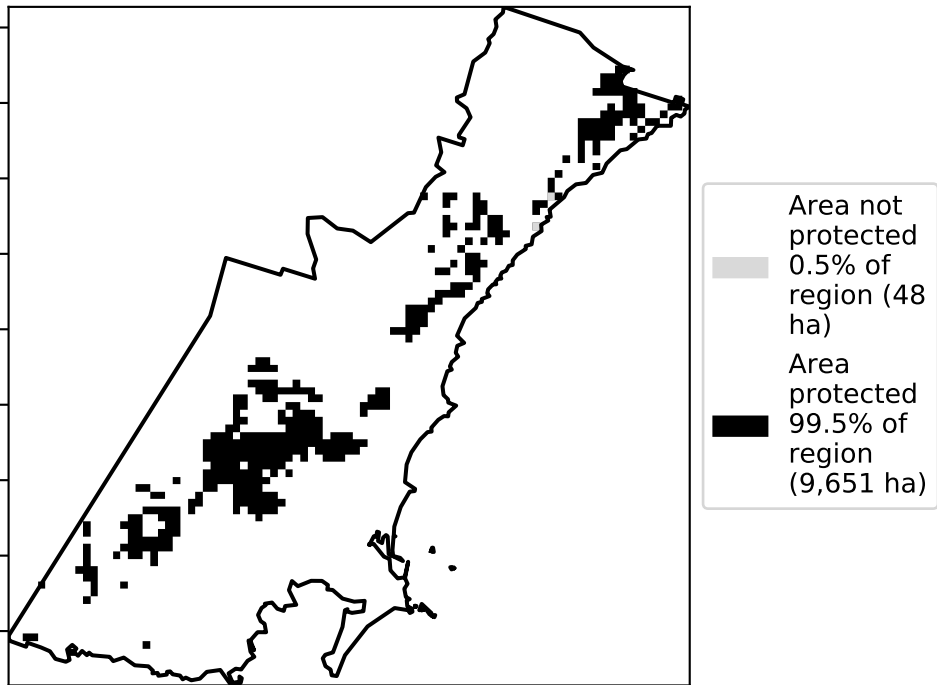 Area not
protected
0.5% of
region (48
ha)
Area
protected
99.5% of
region
(9,651 ha)